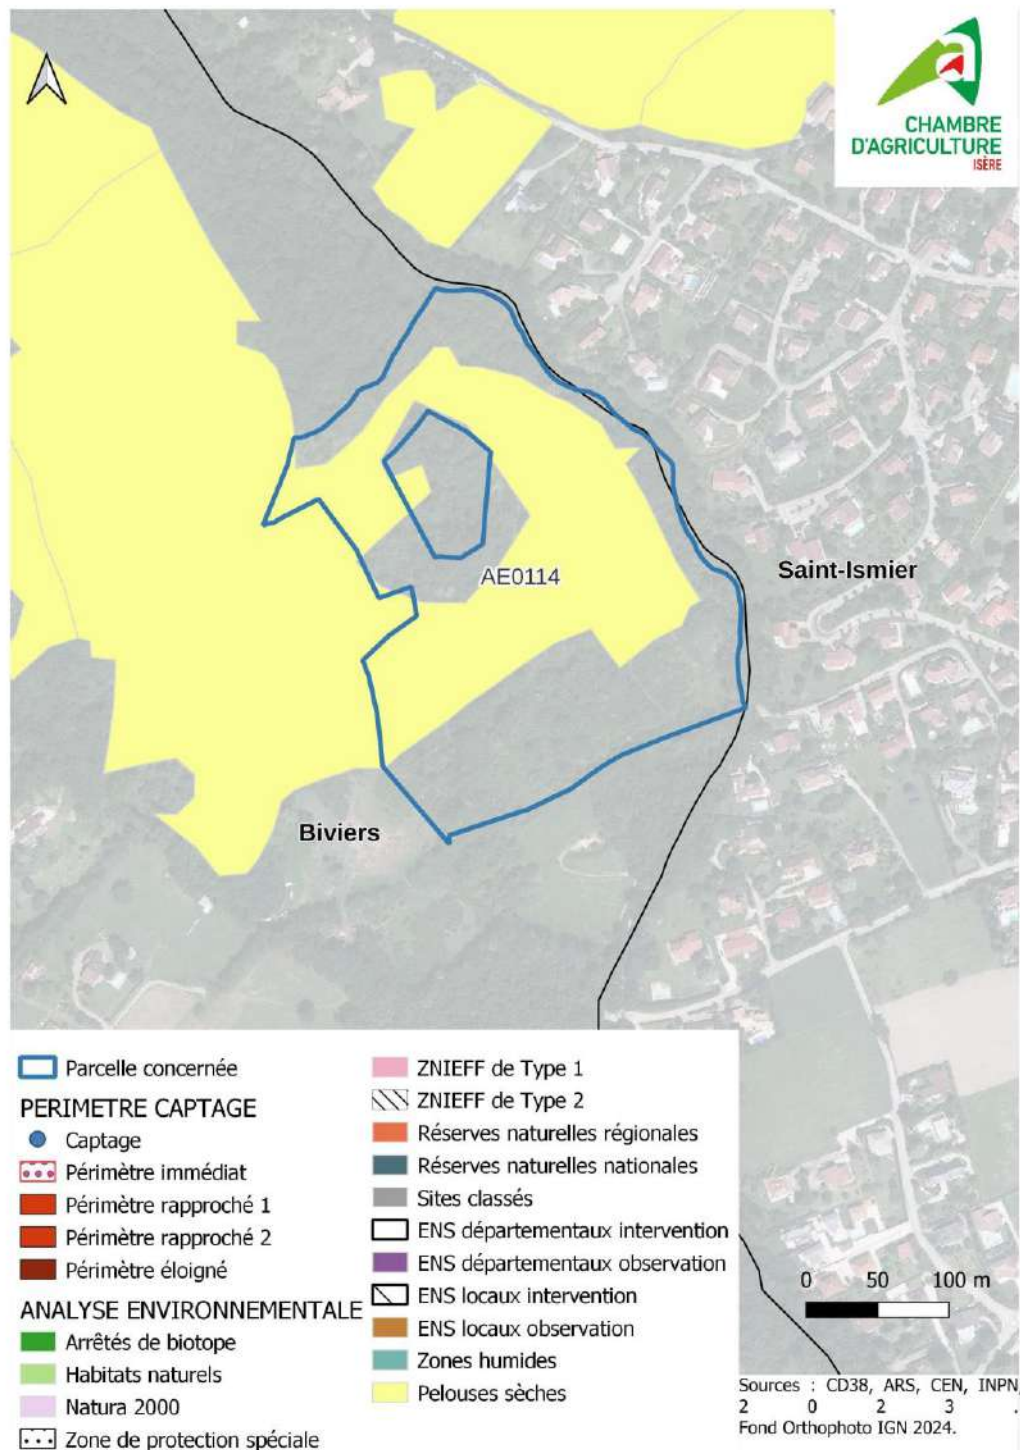 CHAMBRE
D'AGRICULTURE
ISÈRE
AE0114
Saint-Ismier
Biviers
Parcelle concernée
PERIMETRE CAPTAGE
Captage
Périmètre immédiat
Périmètre rapproché 1
Périmètre rapproché 2
Périmètre éloigné
ANALYSE ENVIRONNEMENTALE
Arrêtés de biotope
Habitats naturels
Natura 2000
Zone de protection spéciale
ZNIEFF de Type 1
ZNIEFF de Type 2
Réserves naturelles régionales
Réserves naturelles nationales
Sites classés
ENS départementaux intervention
ENS départementaux observation
ENS locaux intervention
ENS locaux observation
Zones humides
Pelouses sèches
0 50 100 m
Sources : CD38, ARS, CEN, INPN,
2 0 2 3 .
Fond Orthophoto IGN 2024.